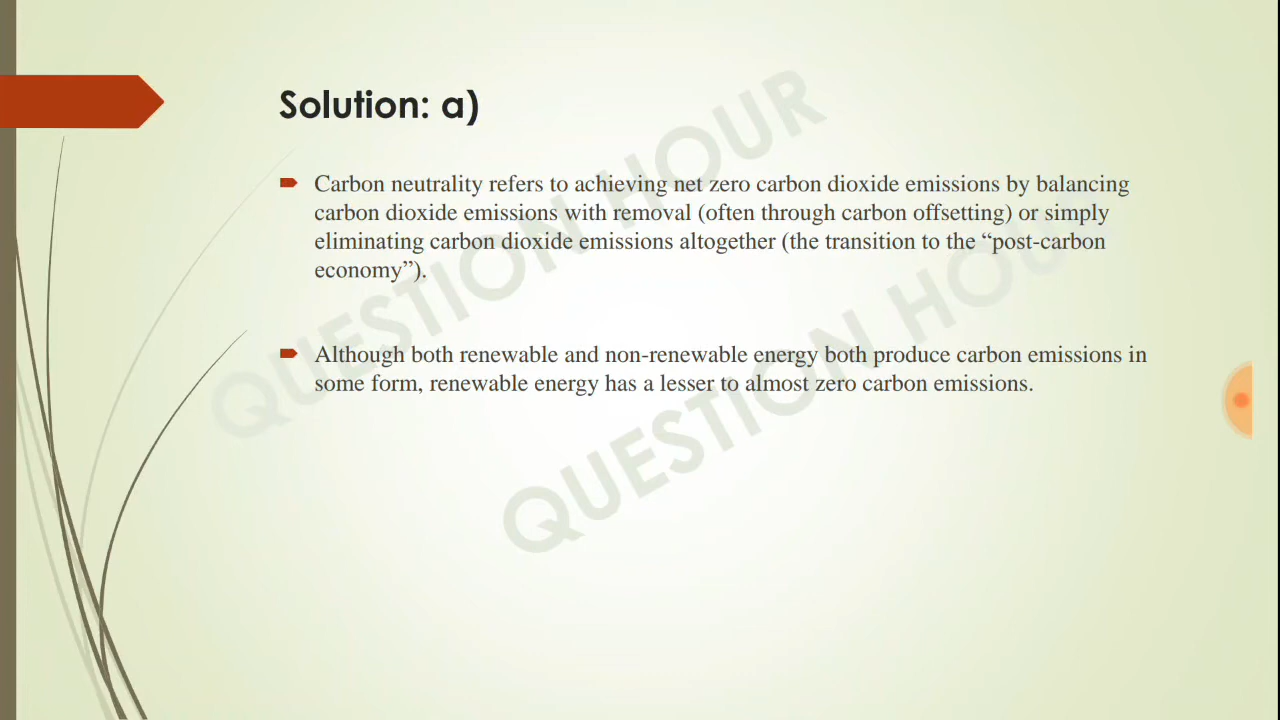 Solution: a)
Carbon neutrality refers to achieving net zero carbon dioxide emissions by balancing
carbon dioxide emissions with removal (often through carbon offsetting) or simply
eliminating carbon dioxide emissions altogether (the transition to the “post-carbon
economy”).
Although both renewable and non-renewable energy both produce carbon emissions in
some form, renewable energy has a lesser to almost zero carbon emissions.
QUESTION HOUR
QUESTION HOU